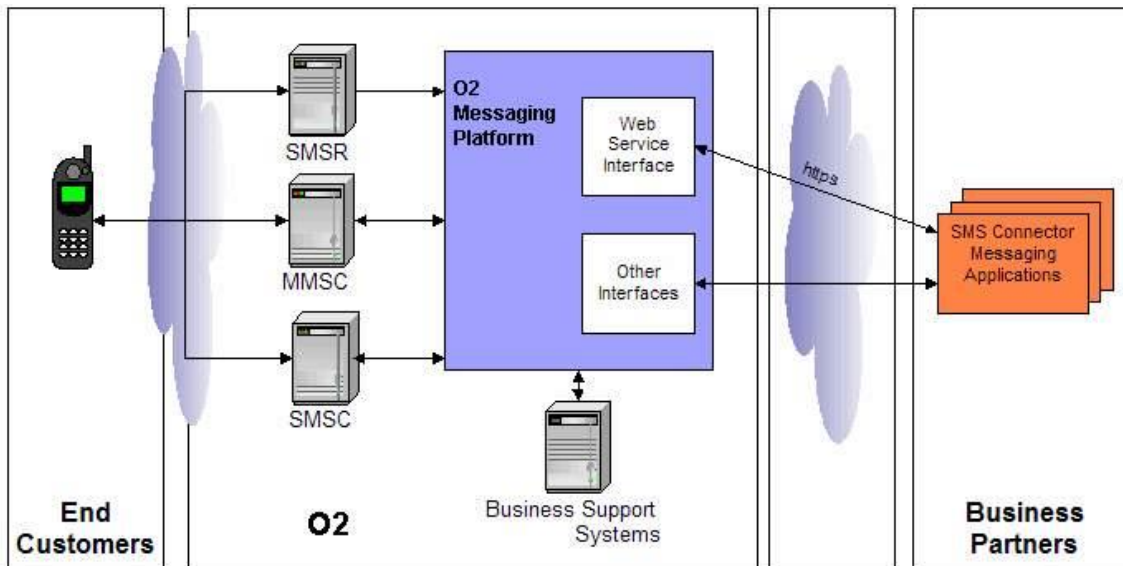 O2
Messaging
Platform
SMSR
MMSC
SMSC
Web
Service
Interface
Other
Interfaces
https
SMS Connector
Messaging
Applications
Business Support
Systems
End
Customers
O2
Business
Partners